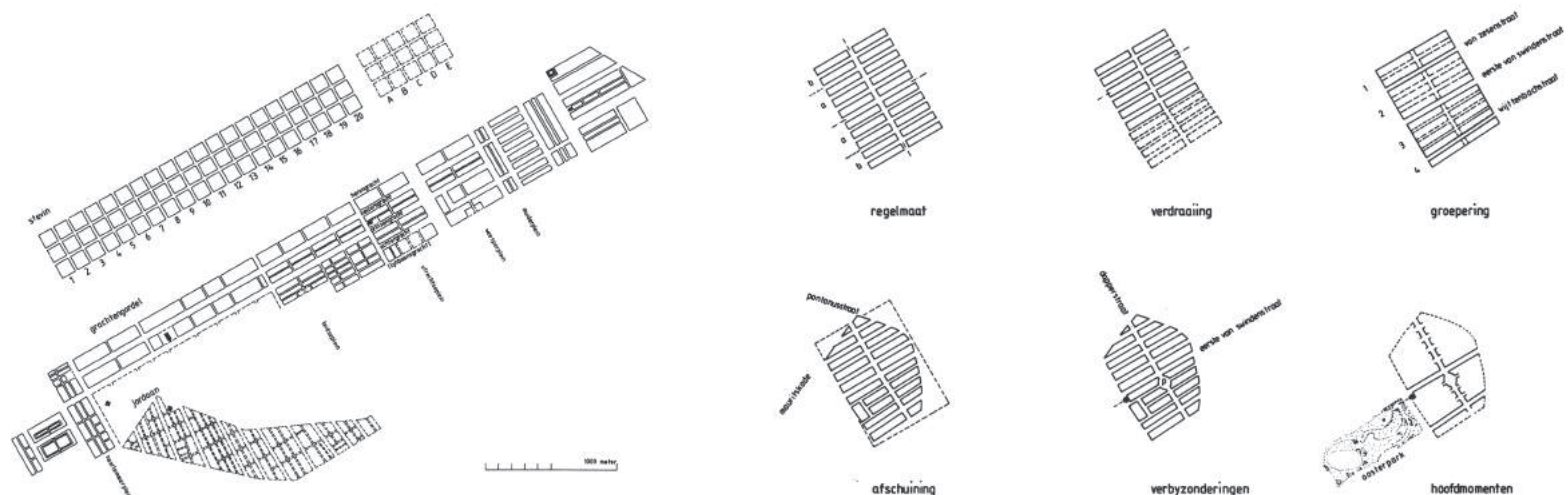 stevin
1
2
3
4
5
6
7
8
9
10
11
12
13
14
15
16
17
18
19
20
A
B
C
D
E
grachtengordel
jordaan
herengracht
weesperplein
1000 meter
b
a
a
b
regelmaat
verdraaiing
1
2
3
4
van zesenstraat
eerste van swindenstraat
wijttenbachstraat
groepering
pontanusstraat
mauritskade
afschuining
dapperstraat
eerste van swindenstraat
verbyzonderingen
oosterpark
hoofdmomenten